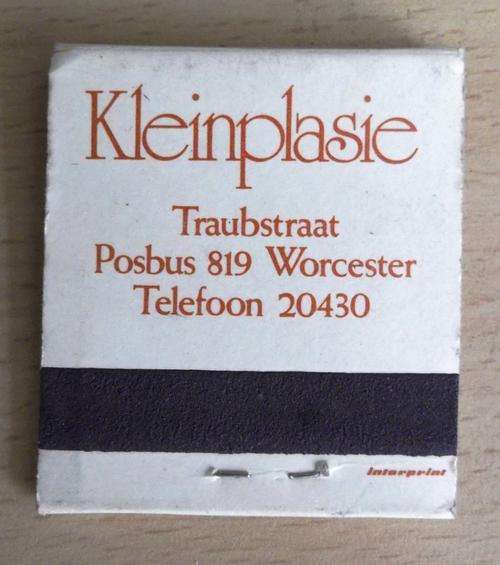 Kleinplasie
Traubstraat
Posbus 819 Worcester
Telefoon 20430
interprint